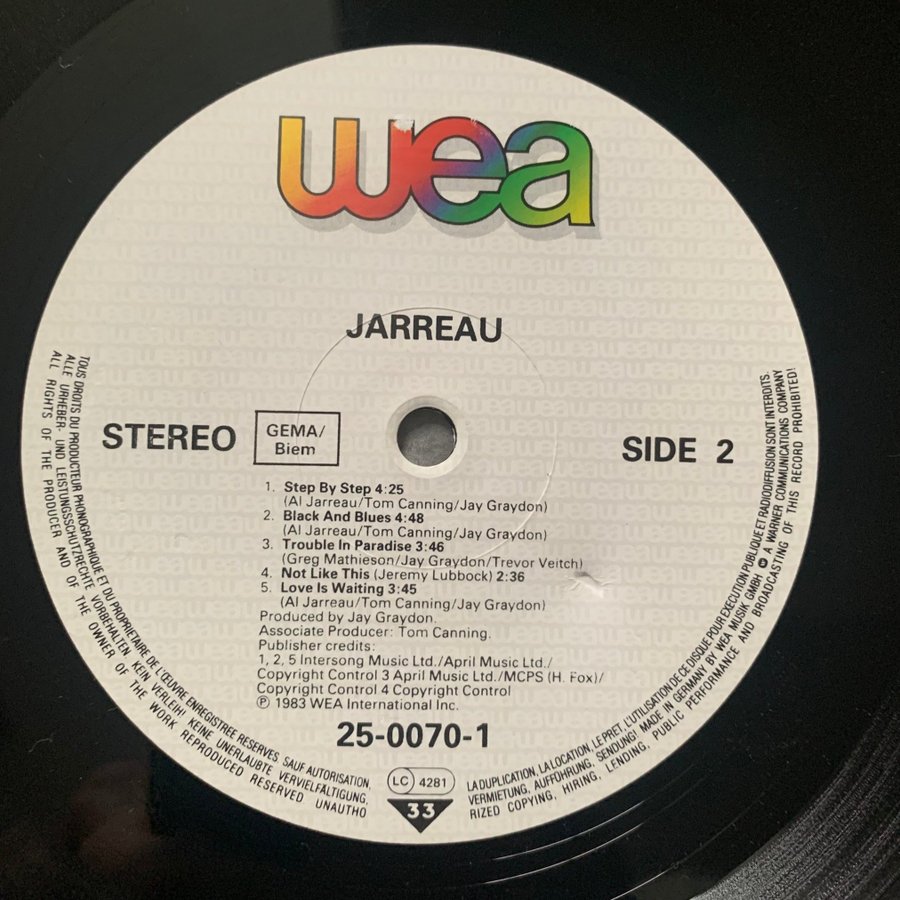 wea
JARREAU
STEREO
GEMA/
Biem
SIDE 2
1. Step By Step 4:25
(Al Jarreau/Tom Canning/Jay Graydon)
2. Black And Blues 4:48
(Al Jarreau/Tom Canning/Jay Graydon)
3. Trouble In Paradise 3:46
(Greg Mathieson/Jay Graydon/Trevor Veitch)
4. Not Like This (Jeremy Lubbock) 2:36
5. Love Is Waiting 3:45
(Al Jarreau/Tom Canning/Jay Graydon)
Produced by Jay Graydon.
Associate Producer: Tom Canning.
Publisher credits:
1, 2, 5 Intersong Music Ltd./April Music Ltd./
Copyright Control 3 April Music Ltd./MCPS (H. Fox)/
Copyright Control 4 Copyright Control
℗ 1983 WEA International Inc.
25-0070-1
LC 4281
33
TOUS DROITS DU PRODUCTEUR PHONOGRAPHIQUE ET DU PROPRIETAIRE DE L'ŒUVRE ENREGISTREE RESERVES. SAUF AUTORISATION,
ALLE URHEBER- UND LEISTUNGSSCHUTZRECHTE VORBEHALTEN. KEIN VERLEIH! KEINE UNERLAUBTE VERVIELFÄLTIGUNG,
ALL RIGHTS OF THE PRODUCER AND OF THE OWNER OF THE WORK REPRODUCED RESERVED UNAUTHO
LA DUPLICATION, LA LOCATION, LE PRET, L'UTILISATION DE CE DISQUE POUR EXECUTION PUBLIQUE ET RADIODIFFUSION SONT INTERDITS.
VERMIETUNG, AUFFÜHRUNG, SENDUNG! MADE IN GERMANY BY WEA MUSIK GMBH A WARNER COMMUNICATIONS COMPANY
RIZED COPYING, HIRING, LENDING, PUBLIC PERFORMANCE AND BROADCASTING OF THIS RECORD PROHIBITED!